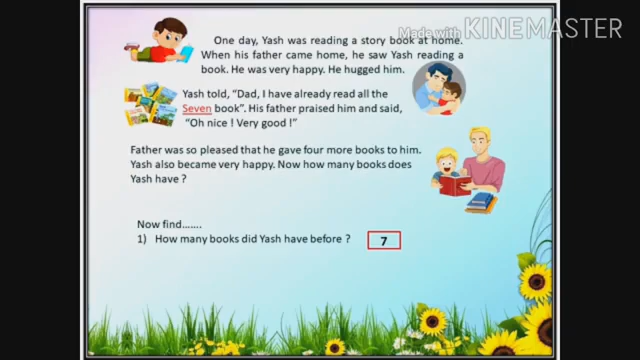 Made with KINEMASTER
One day, Yash was reading a story book at home.
When his father came home, he saw Yash reading a
book. He was very happy. He hugged him.
Yash told, “Dad, I have already read all the
Seven book”. His father praised him and said,
“Oh nice ! Very good !”
Father was so pleased that he gave four more books to him.
Yash also became very happy. Now how many books does
Yash have ?
Now find.......
1) How many books did Yash have before ? 7